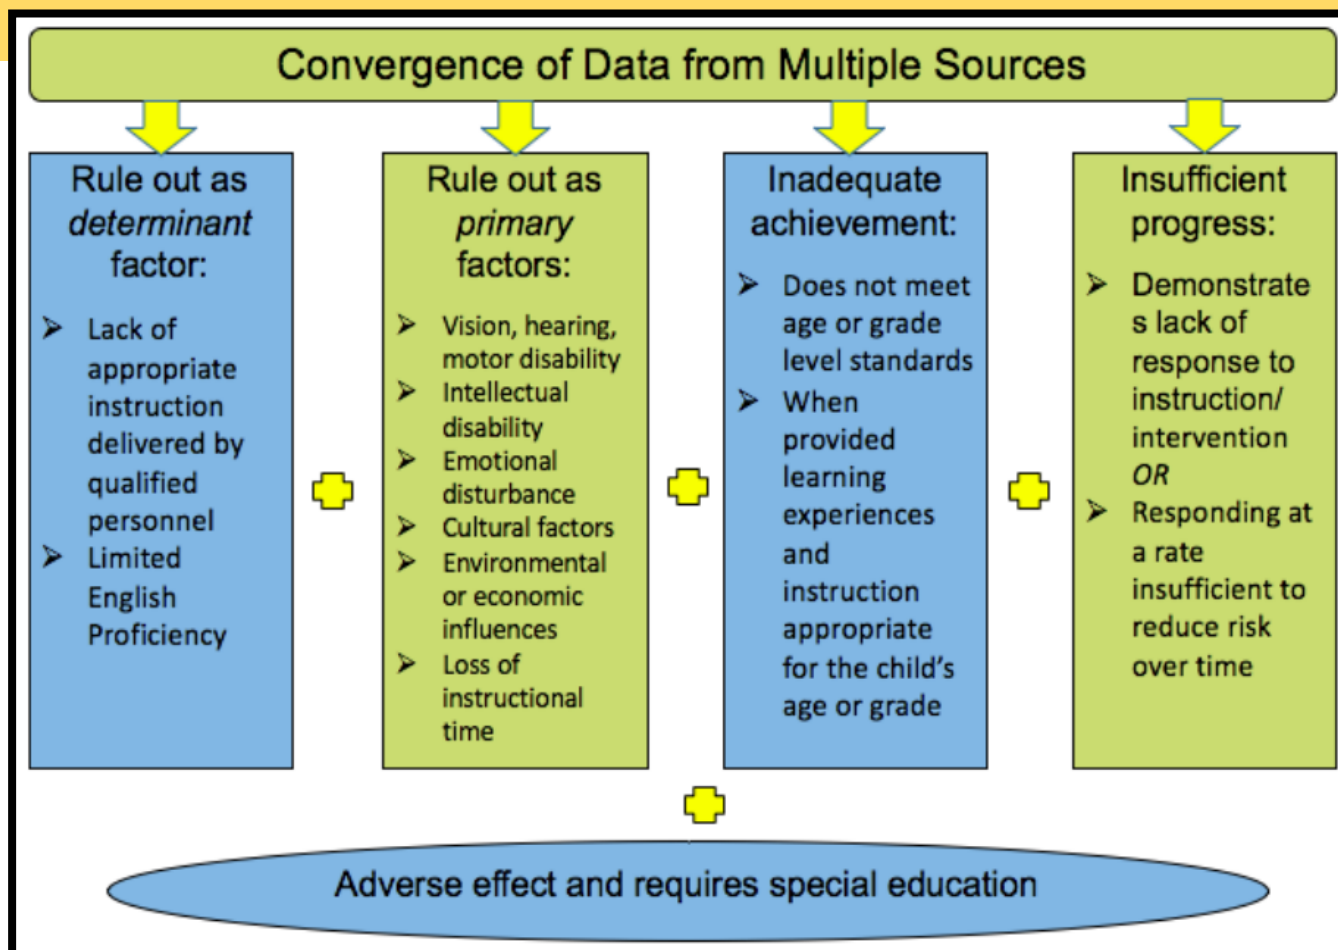 Convergence of Data from Multiple Sources
Rule out as
determinant
factor:
➢ Lack of
appropriate
instruction
delivered by
qualified
personnel
➢ Limited
English
Proficiency
Rule out as
primary
factors:
➢ Vision, hearing,
motor disability
➢ Intellectual
disability
➢ Emotional
disturbance
➢ Cultural factors
➢ Environmental
or economic
influences
➢ Loss of
instructional
time
Inadequate
achievement:
➢ Does not meet
age or grade
level standards
➢ When
provided
learning
experiences
and
instruction
appropriate
for the child's
age or grade
Insufficient
progress:
➢ Demonstrate
s lack of
response to
instruction/
intervention
OR
➢ Responding at
a rate
insufficient to
reduce risk
over time
Adverse effect and requires special education